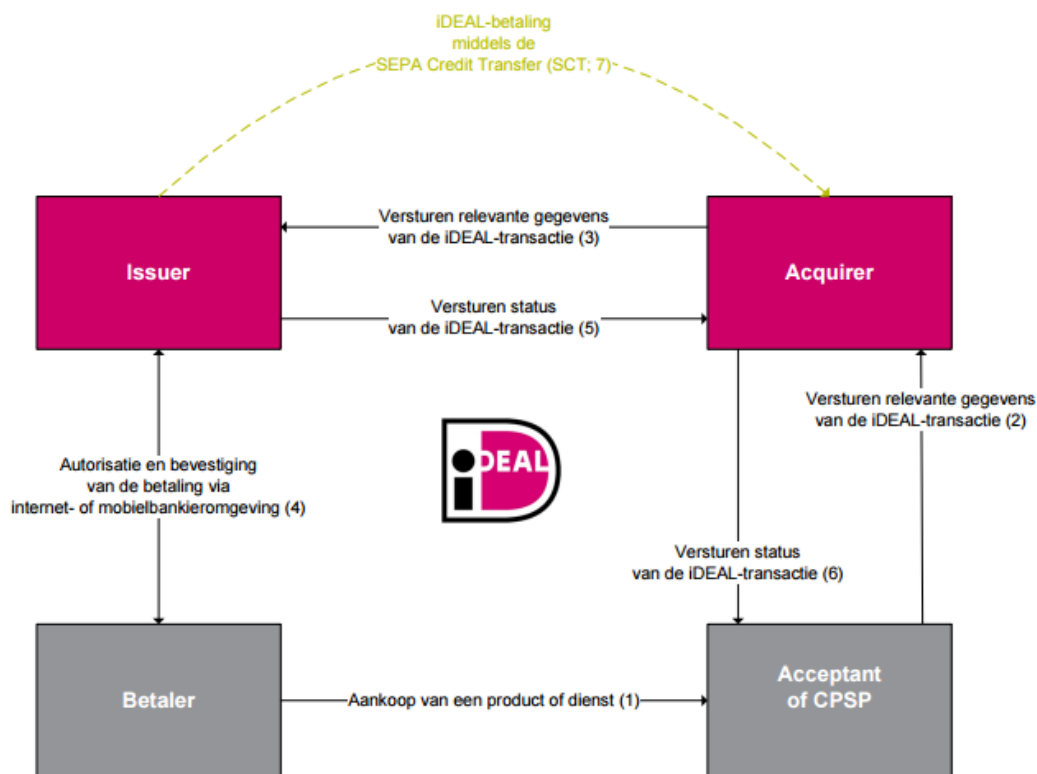 iDEAL-betaling
middels de
SEPA Credit Transfer (SCT; 7)
Versturen relevante gegevens
van de iDEAL-transactie (3)
Issuer
Acquirer
Versturen status
van de iDEAL-transactie (5)
Versturen relevante gegevens
van de iDEAL-transactie (2)
iDEAL
Autorisatie en bevestiging
van de betaling via
internet- of mobielbankieromgeving (4)
Versturen status
van de iDEAL-transactie (6)
Betaler
Aankoop van een product of dienst (1)
Acceptant
of CPSP